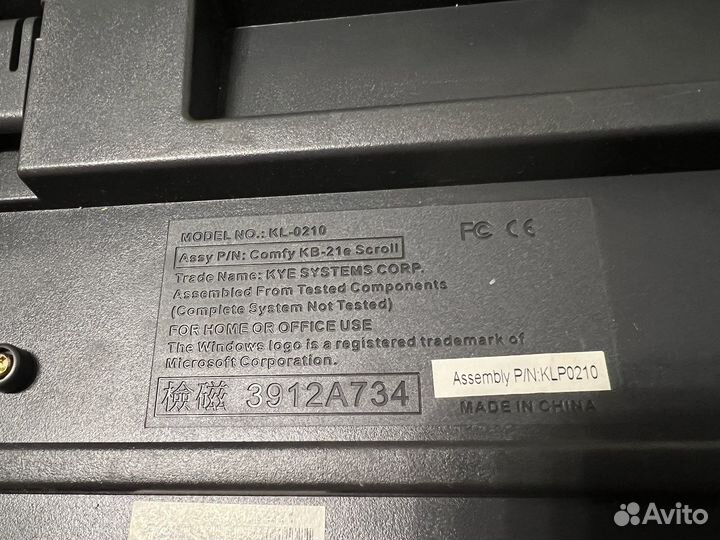 MODEL NO.: KL-0210
FC CE
Assy P/N: Comfy KB-21e Scroll
Trade Name: KYE SYSTEMS CORP.
Assembled From Tested Components
(Complete System Not Tested)
FOR HOME OR OFFICE USE
The Windows logo is a registered trademark of
Microsoft Corporation.
檢磁 3912A734
Assembly P/N:KLP0210
MADE IN CHINA
Avito